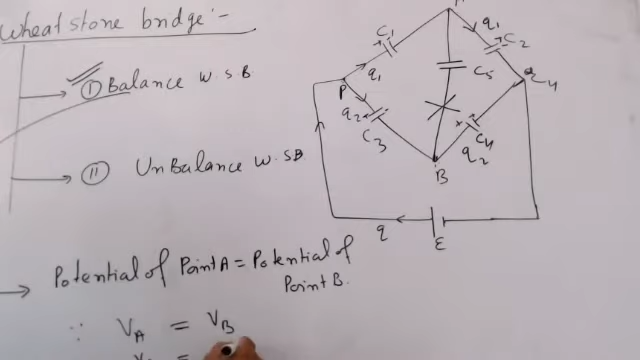 Wheatstone bridge:-
I Balance W.S.B
II UnBalance W.SB.
Potential of Point A = Potential of
Point B.
∵ VA = VB
C1
q1
q1
C2
C5
P
q2
C3
C4
q2
B
q
E